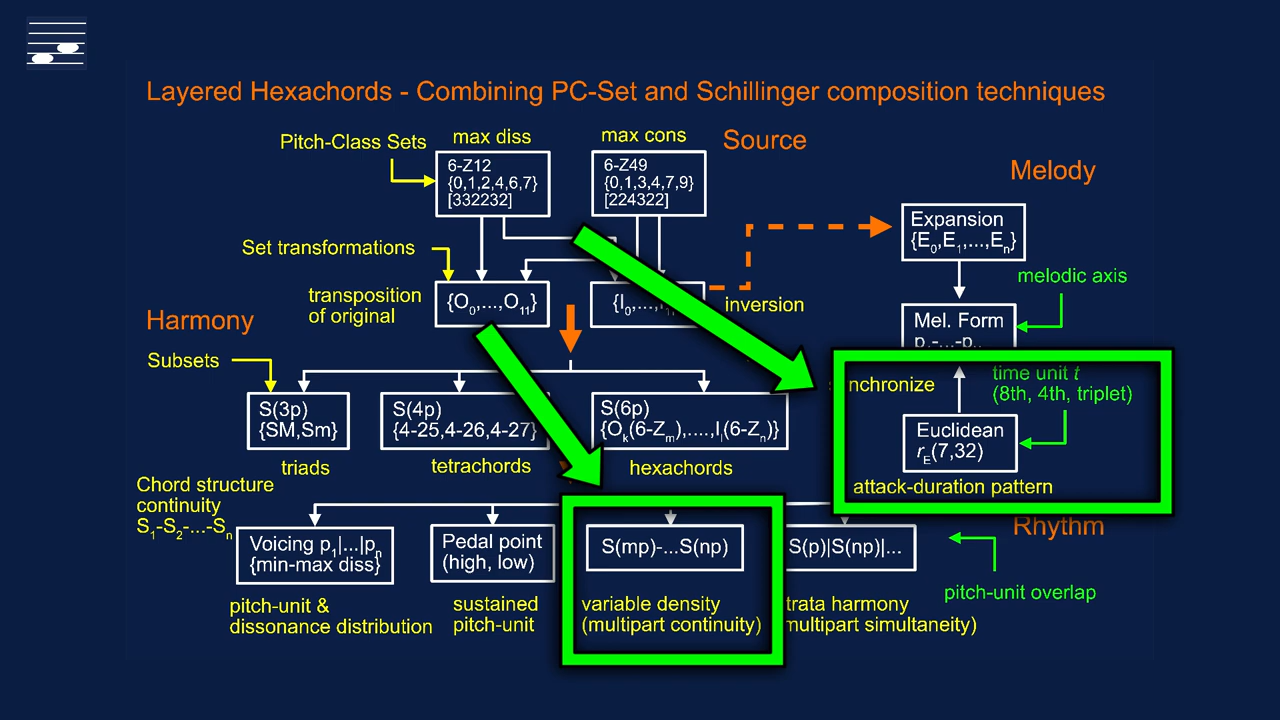 Layered Hexachords - Combining PC-Set and Schillinger composition techniques
Pitch-Class Sets
max diss
max cons
Source
6-Z12
{0,1,2,4,6,7}
[332232]
6-Z49
{0,1,3,4,7,9}
[224322]
Melody
Expansion
{E0,E1,...,En}
Set transformations
melodic axis
transposition
of original
{O0,...,O11}
inversion
Mel. Form
Harmony
Subsets
time unit t
(8th, 4th, triplet)
S(3p)
{SM,Sm}
S(4p)
{4-25,4-26,4-27}
S(6p)
{Ok(6-Zm),....,Il(6-Zn)}
Euclidean
rE(7,32)
triads
tetrachords
hexachords
attack-duration pattern
Chord structure
continuity
S1-S2-...-Sn
Rhythm
Voicing p1|...|pn
{min-max diss}
Pedal point
(high, low)
S(mp)-...S(np)
S(p)|S(np)|...
pitch-unit overlap
pitch-unit &
dissonance distribution
sustained
pitch-unit
variable density
(multipart continuity)
harmony
simultaneity)